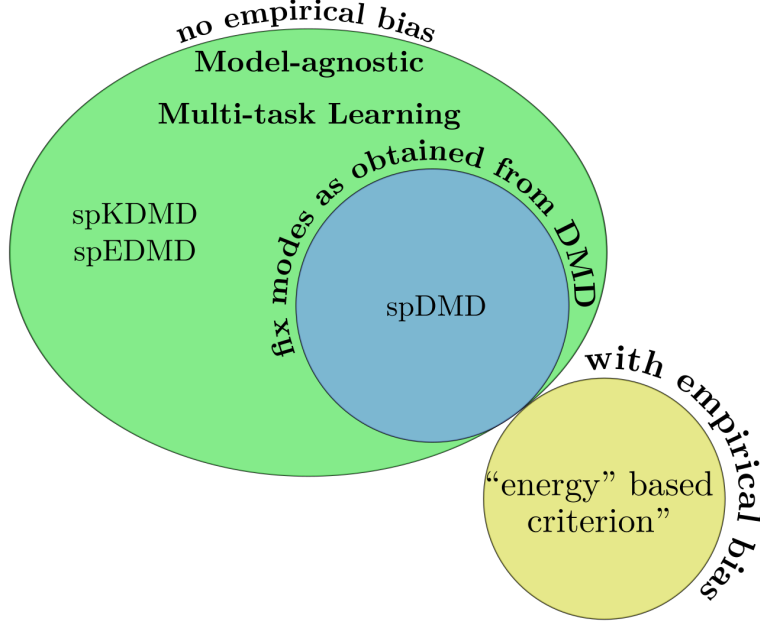 no empirical bias
Model-agnostic
Multi-task Learning
fix modes as obtained from DMD
spKDMD
spEDMD
spDMD
with empirical bias
“energy” based
criterion”